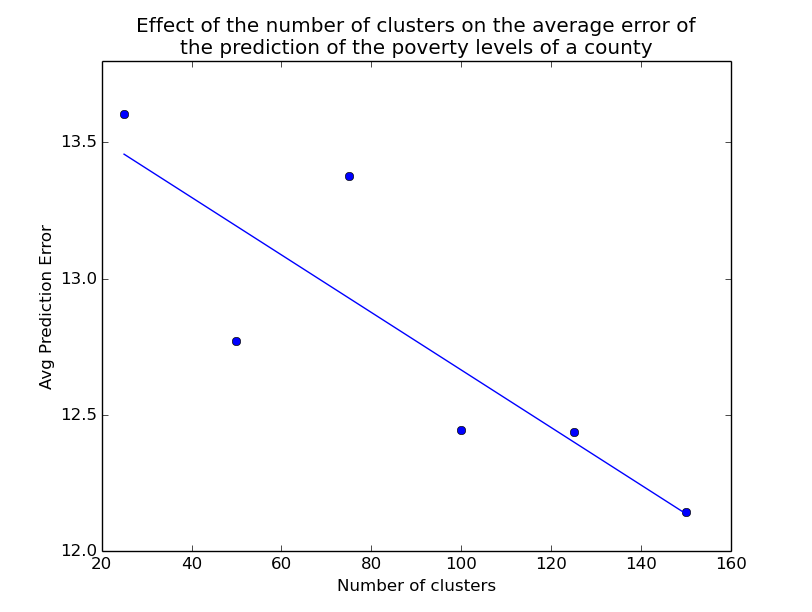 Effect of the number of clusters on the average error of
the prediction of the poverty levels of a county
13.5
13.0
12.5
12.0
Avg Prediction Error
20 40 60 80 100 120 140 160
Number of clusters